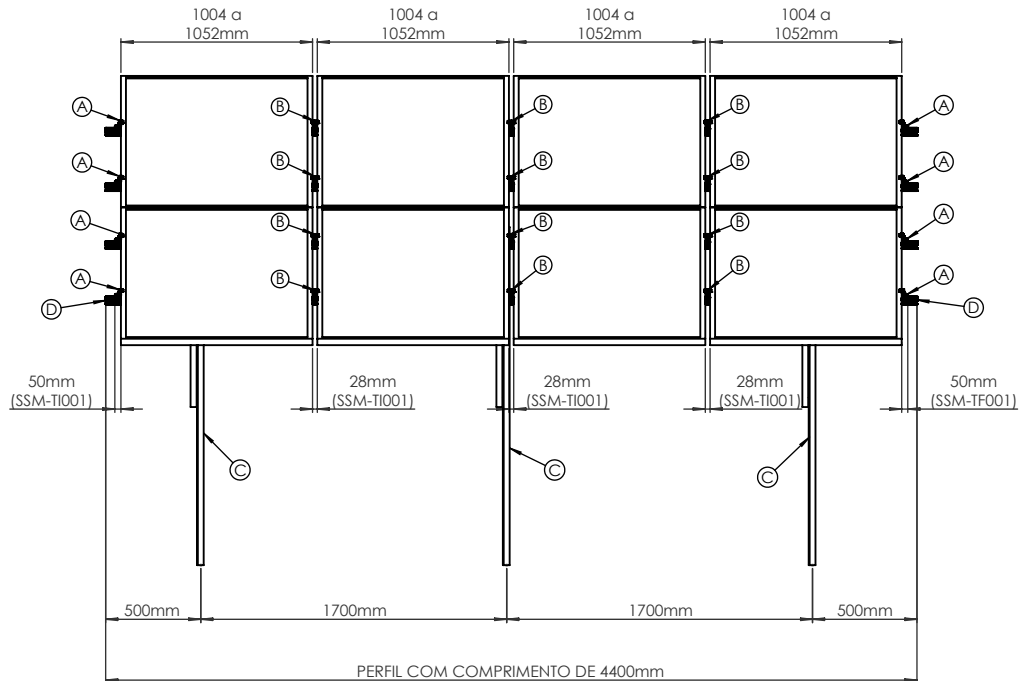 1004 a
1052mm
1004 a
1052mm
1004 a
1052mm
1004 a
1052mm
A
B
B
B
A
A
B
B
B
A
A
B
B
B
A
A
B
B
B
A
D
D
50mm
(SSM-TI001)
28mm
(SSM-TI001)
28mm
(SSM-TI001)
28mm
(SSM-TI001)
50mm
(SSM-TF001)
C
C
C
500mm
1700mm
1700mm
500mm
PERFIL COM COMPRIMENTO DE 4400mm